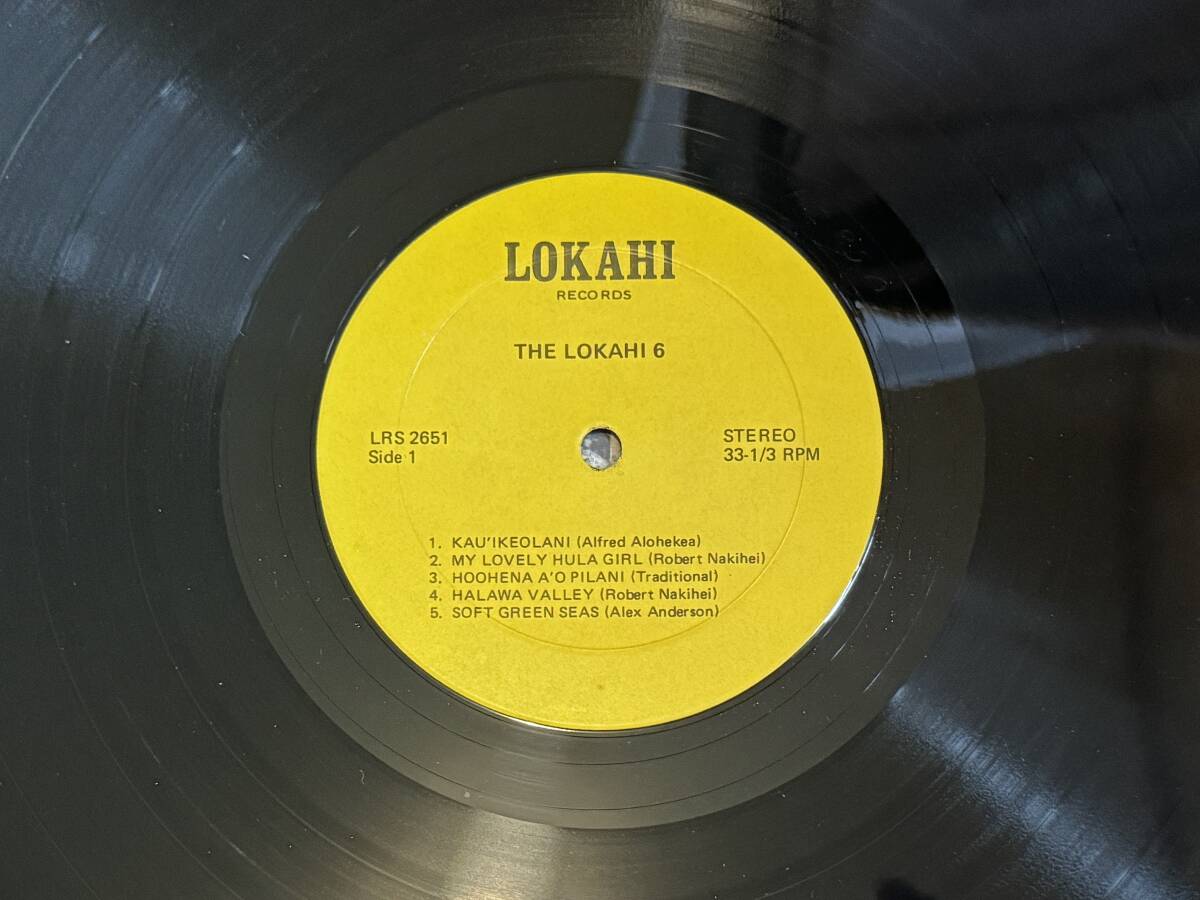 LOKAHI
RECORDS
THE LOKAHI 6
LRS 2651
Side 1
STEREO
33-1/3 RPM
1. KAU'IKEOLANI (Alfred Alohekea)
2. MY LOVELY HULA GIRL (Robert Nakihei)
3. HOOHENA A'O PILANI (Traditional)
4. HALAWA VALLEY (Robert Nakihei)
5. SOFT GREEN SEAS (Alex Anderson)